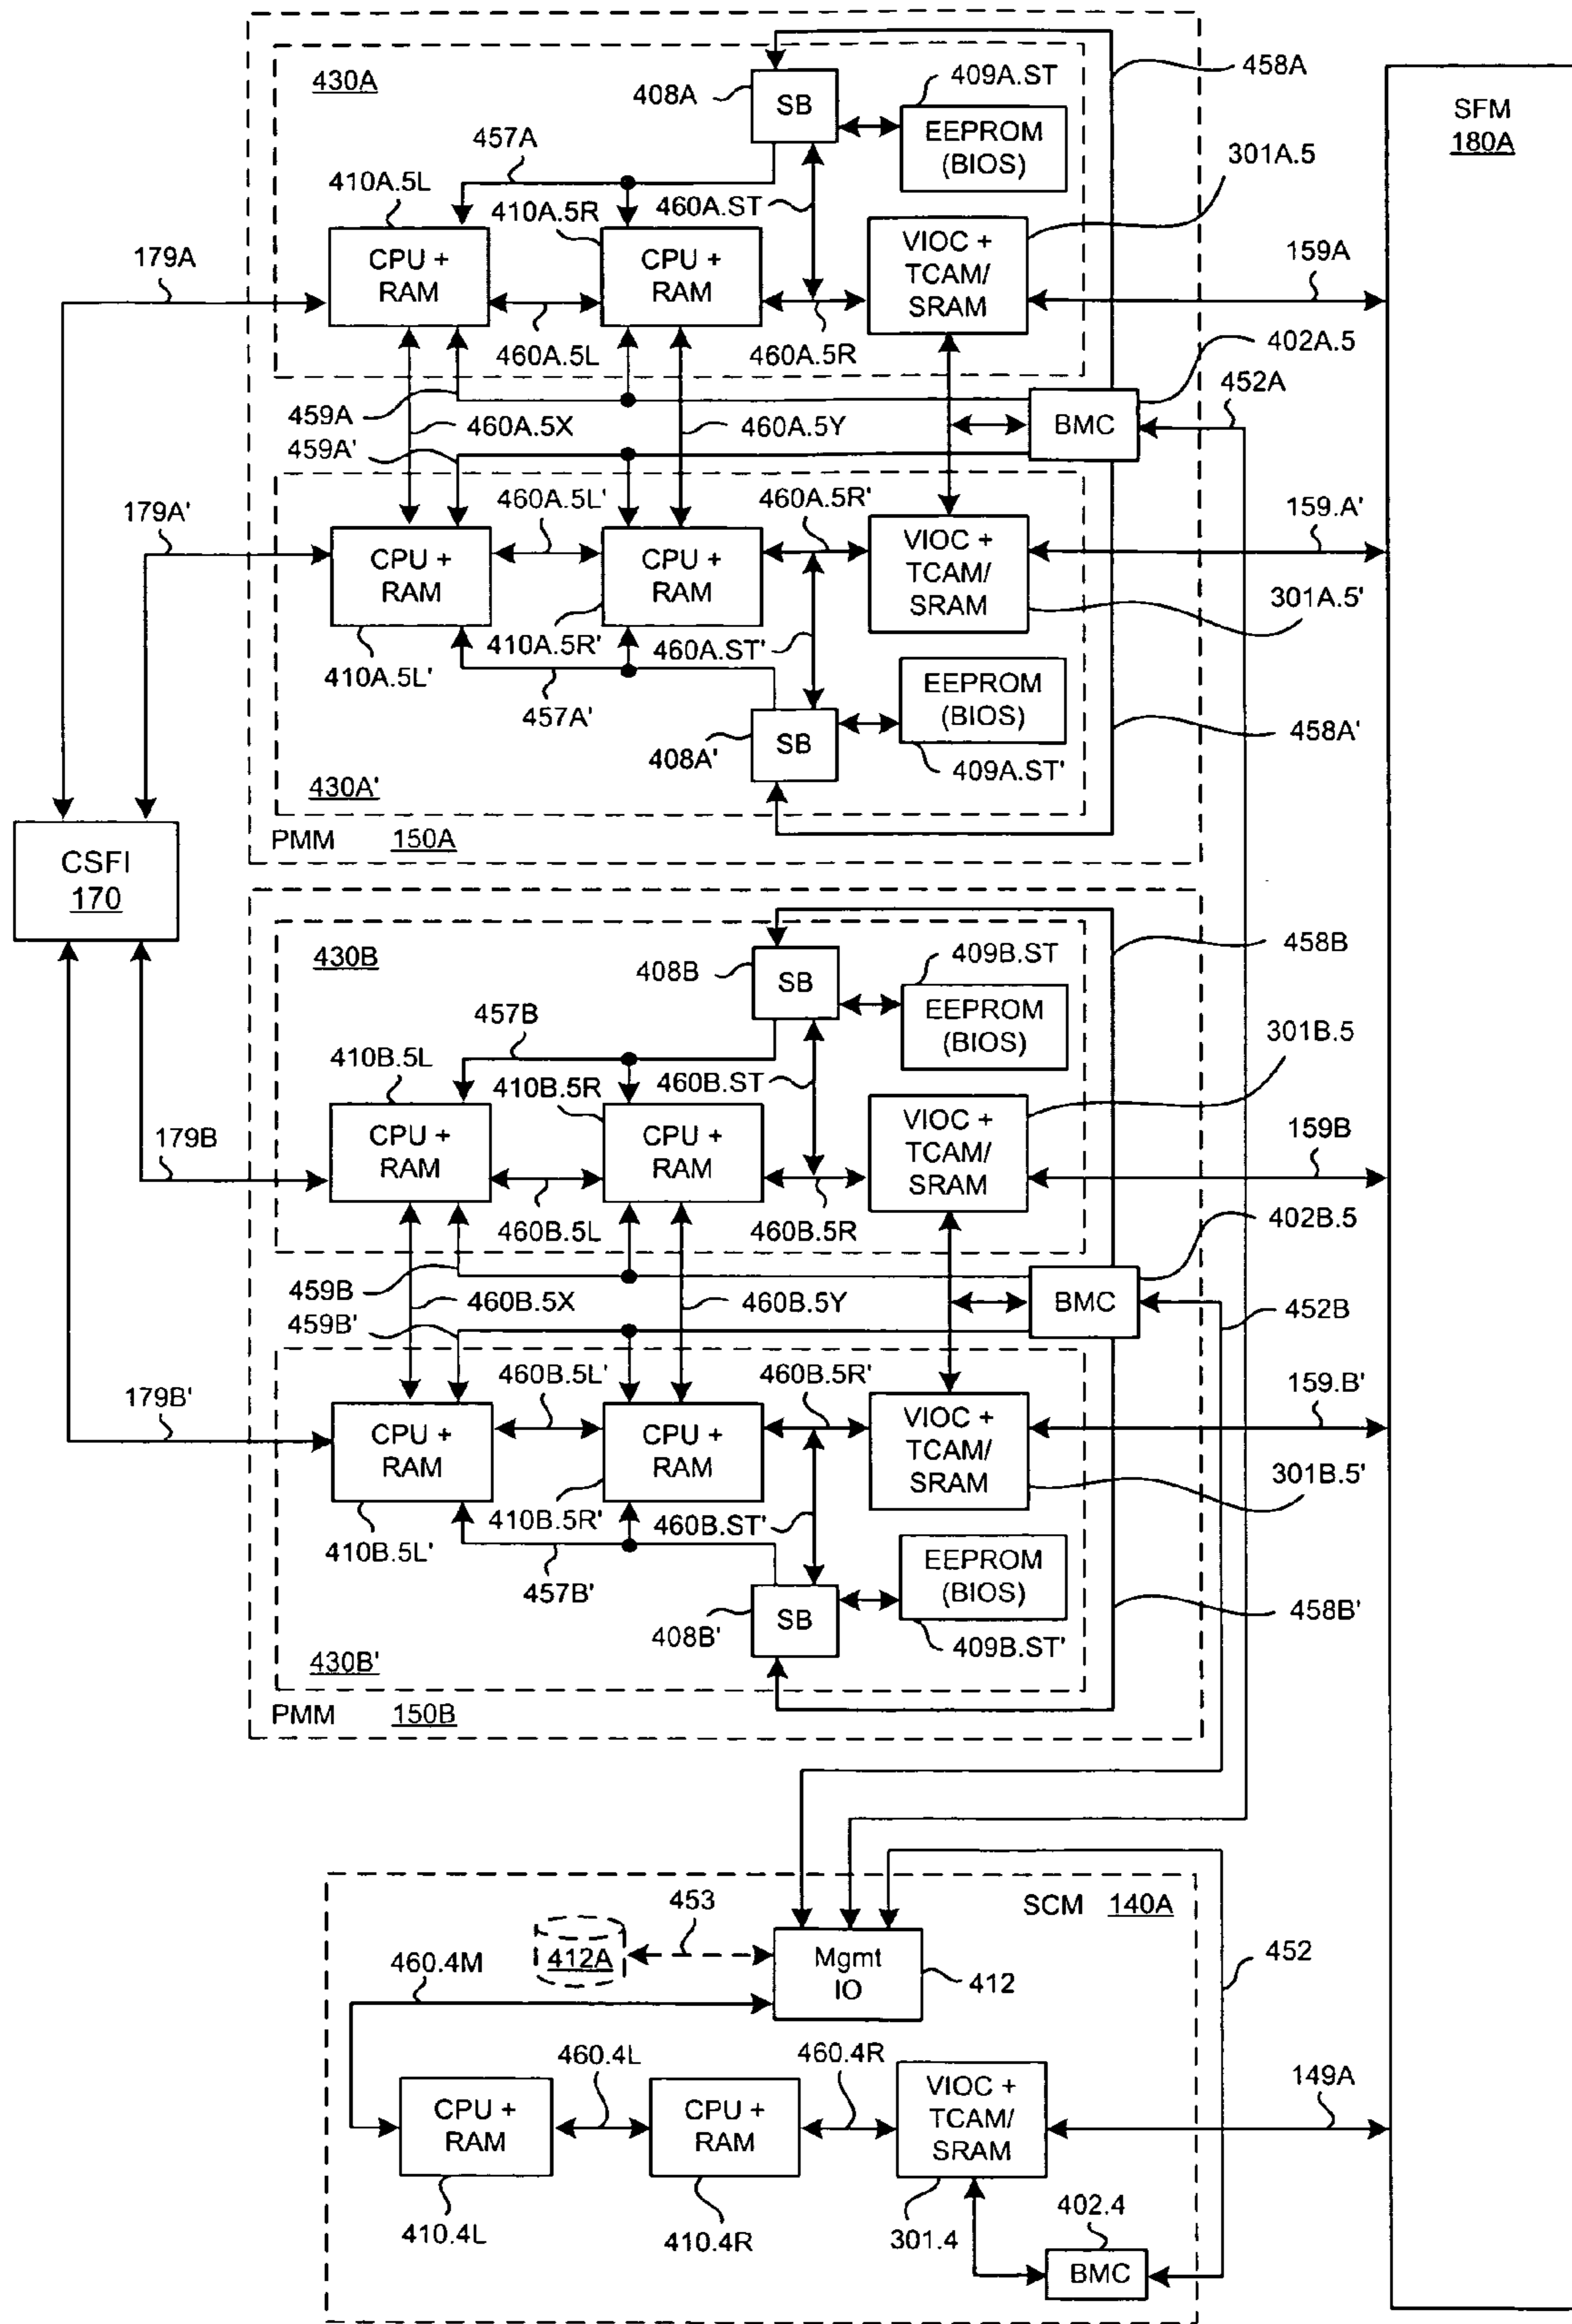 430A
408A
SB
409A.ST
EEPROM
(BIOS)
458A
SFM
180A
457A
410A.5L
410A.5R
460A.ST
301A.5
179A
CPU +
RAM
CPU +
RAM
VIOC +
TCAM/
SRAM
159A
460A.5L
460A.5R
402A.5
452A
459A
460A.5X
460A.5Y
BMC
459A'
179A'
460A.5L'
460A.5R'
159.A'
CPU +
RAM
CPU +
RAM
VIOC +
TCAM/
SRAM
301A.5'
410A.5L'
410A.5R'
460A.ST'
457A'
EEPROM
(BIOS)
408A'
SB
409A.ST'
458A'
430A'
PMM 150A
CSFI
170
430B
408B
SB
409B.ST
EEPROM
(BIOS)
458B
457B
410B.5L
410B.5R
460B.ST
301B.5
179B
CPU +
RAM
CPU +
RAM
VIOC +
TCAM/
SRAM
159B
460B.5L
460B.5R
402B.5
459B
460B.5X
460B.5Y
BMC
452B
459B'
179B'
460B.5L'
460B.5R'
159.B'
CPU +
RAM
CPU +
RAM
VIOC +
TCAM/
SRAM
301B.5'
410B.5L'
410B.5R'
460B.ST'
457B'
EEPROM
(BIOS)
408B'
SB
409B.ST'
458B'
430B'
PMM 150B
SCM 140A
453
412A
460.4M
Mgmt
IO
412
452
460.4L
460.4R
CPU +
RAM
CPU +
RAM
VIOC +
TCAM/
SRAM
149A
410.4L
410.4R
301.4
402.4
BMC